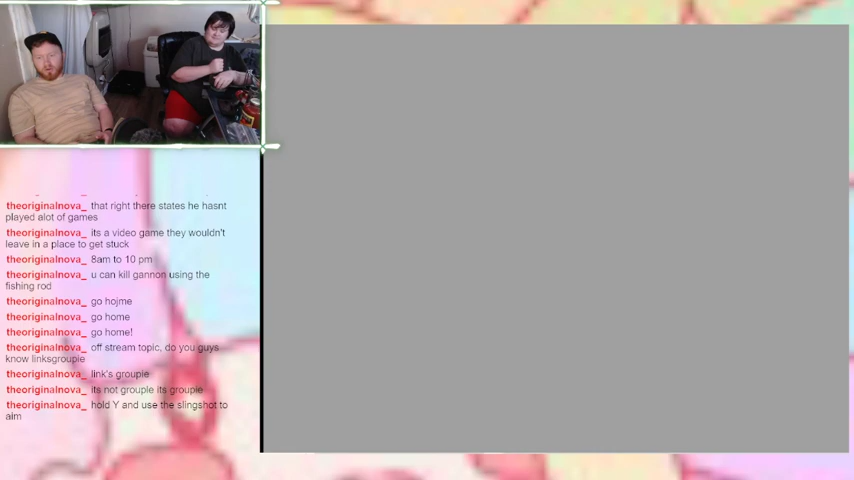 theoriginalnova_ that right there states he hasnt
played alot of games
theoriginalnova_ its a video game they wouldn't
leave in a place to get stuck
theoriginalnova_ 8am to 10 pm
theoriginalnova_ u can kill gannon using the
fishing rod
theoriginalnova_ go hojme
theoriginalnova_ go home
theoriginalnova_ go home!
theoriginalnova_ off stream topic, do you guys
know linksgroupie
theoriginalnova_ link's groupie
theoriginalnova_ its not grouple its groupie
theoriginalnova_ hold Y and use the slingshot to
aim